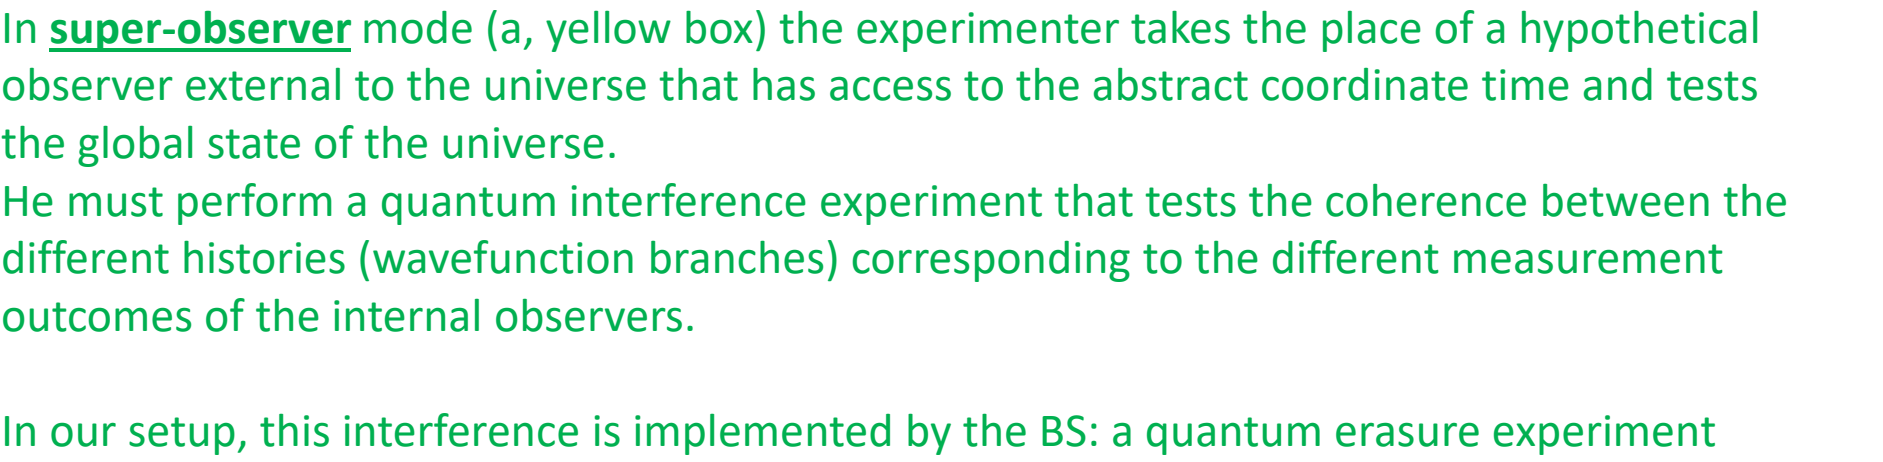 In super-observer mode (a, yellow box) the experimenter takes the place of a hypothetical
observer external to the universe that has access to the abstract coordinate time and tests
the global state of the universe.
He must perform a quantum interference experiment that tests the coherence between the
different histories (wavefunction branches) corresponding to the different measurement
outcomes of the internal observers.
In our setup, this interference is implemented by the BS: a quantum erasure experiment